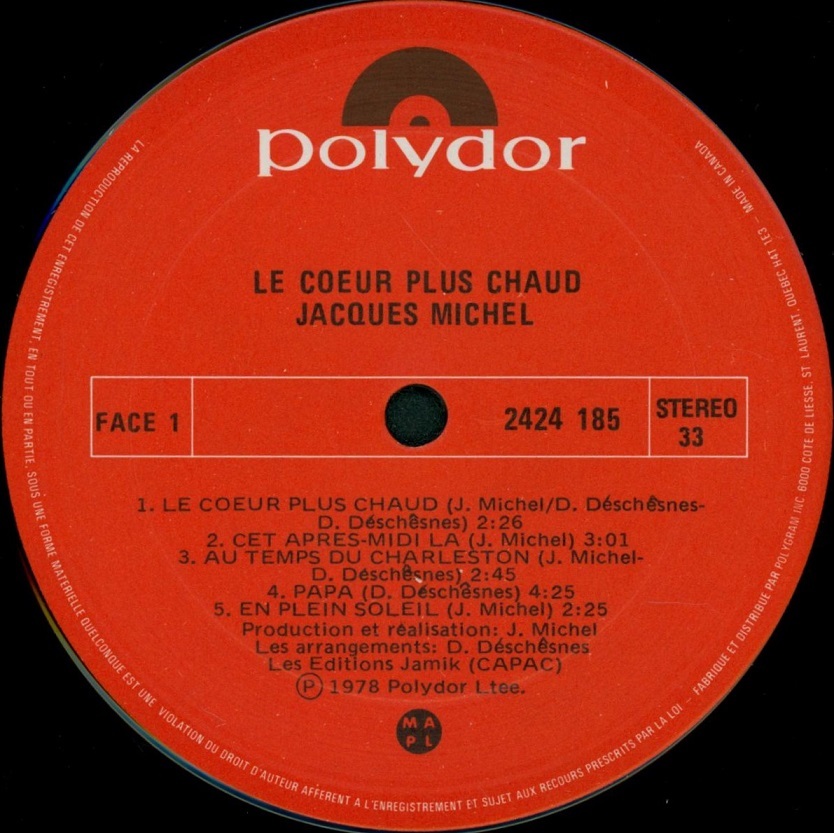 polydor
LE COEUR PLUS CHAUD
JACQUES MICHEL
FACE 1
2424 185
STEREO
33
1. LE COEUR PLUS CHAUD (J. Michel/D. Déschêsnes-
D. Déschêsnes) 2:26
2. CET APRES-MIDI LA (J. Michel) 3:01
3. AU TEMPS DU CHARLESTON (J. Michel-
D. Déschêsnes) 2:45
4. PAPA (D. Déschêsnes) 4:25
5. EN PLEIN SOLEIL (J. Michel) 2:25
Production et réalisation: J. Michel
Les arrangements: D. Déschêsnes
Les Editions Jamik (CAPAC)
Ⓟ 1978 Polydor Ltee.
M A
P L
LA REPRODUCTION DE CET ENREGISTREMENT, EN TOUT OU EN PARTIE, SOUS UNE FORME MATERIELLE QUELCONQUE EST UNE VIOLATION DU DROIT D'AUTEUR AFFERENT A L'ENREGISTREMENT ET SUJET AUX RECOURS PRESCRITS PAR LA LOI – FABRIQUE ET DISTRIBUE PAR POLYGRAM INC 6000 COTE DE LIESSE, ST LAURENT, QUEBEC H4T 1E3 – MADE IN CANADA